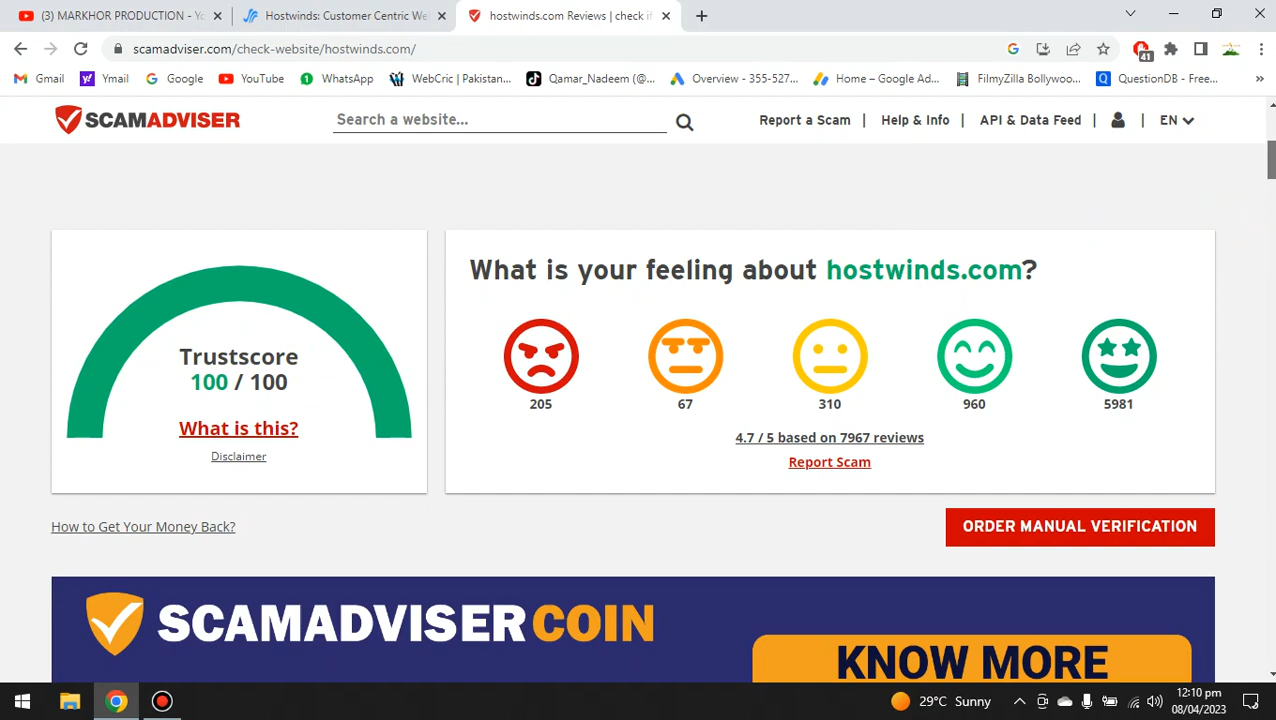 (3) MARKHOR PRODUCTION - Yo
Hostwinds: Customer Centric We
hostwinds.com Reviews | check if
scamadviser.com/check-website/hostwinds.com/
41
Gmail
Ymail
Google
YouTube
WhatsApp
WebCric | Pakistan...
Qamar_Nadeem (@...
Overview - 355-527...
Home – Google Ad...
FilmyZilla Bollywoo...
QuestionDB - Free...
»
SCAMADVISER
Search a website...
Report a Scam | Help & Info | API & Data Feed | | EN
Trustscore
100 / 100
What is this?
Disclaimer
What is your feeling about hostwinds.com?
205 67 310 960 5981
4.7 / 5 based on 7967 reviews
Report Scam
How to Get Your Money Back?
ORDER MANUAL VERIFICATION
SCAMADVISER COIN
KNOW MORE
29°C Sunny
12:10 pm
08/04/2023